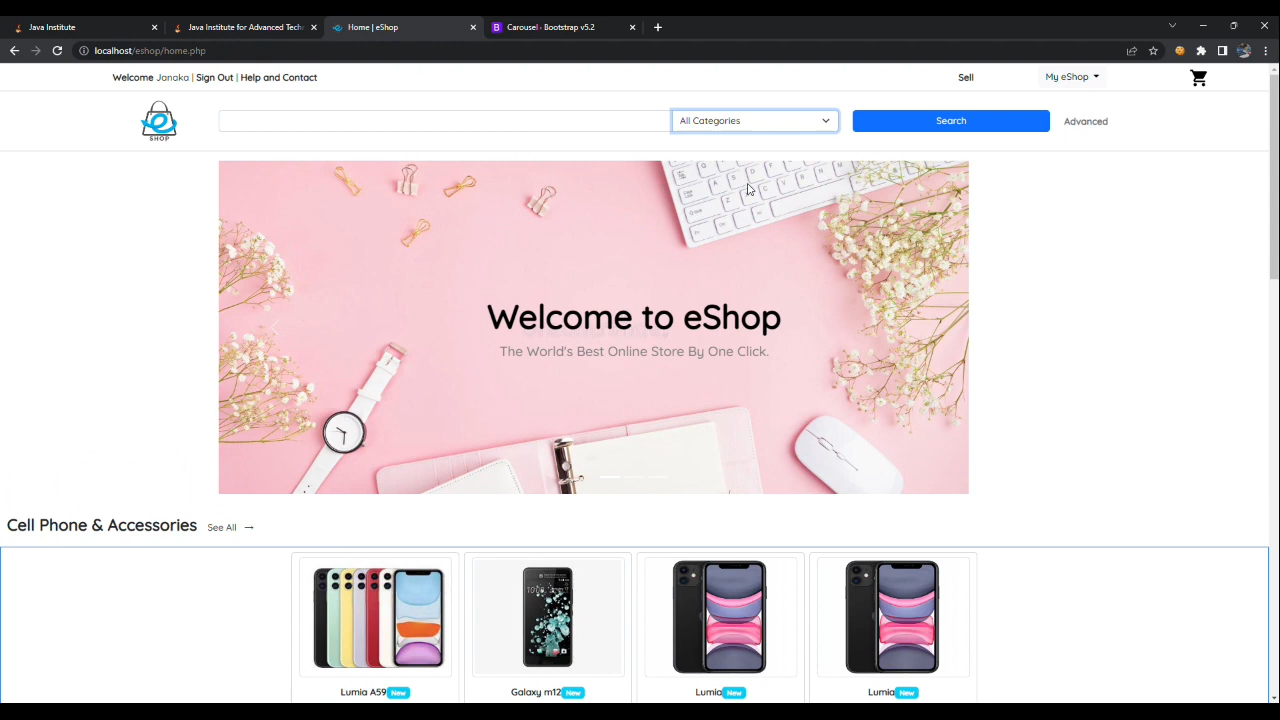 Java Institute
Java Institute for Advanced Techn
Home | eShop
Carousel · Bootstrap v5.2
localhost/eshop/home.php
Welcome Janaka | Sign Out | Help and Contact
Sell
My eShop
SHOP
All Categories
Search
Advanced
Welcome to eShop
The World's Best Online Store By One Click.
Cell Phone & Accessories See All →
Lumia A59 New
Galaxy m12 New
Lumia New
Lumia New